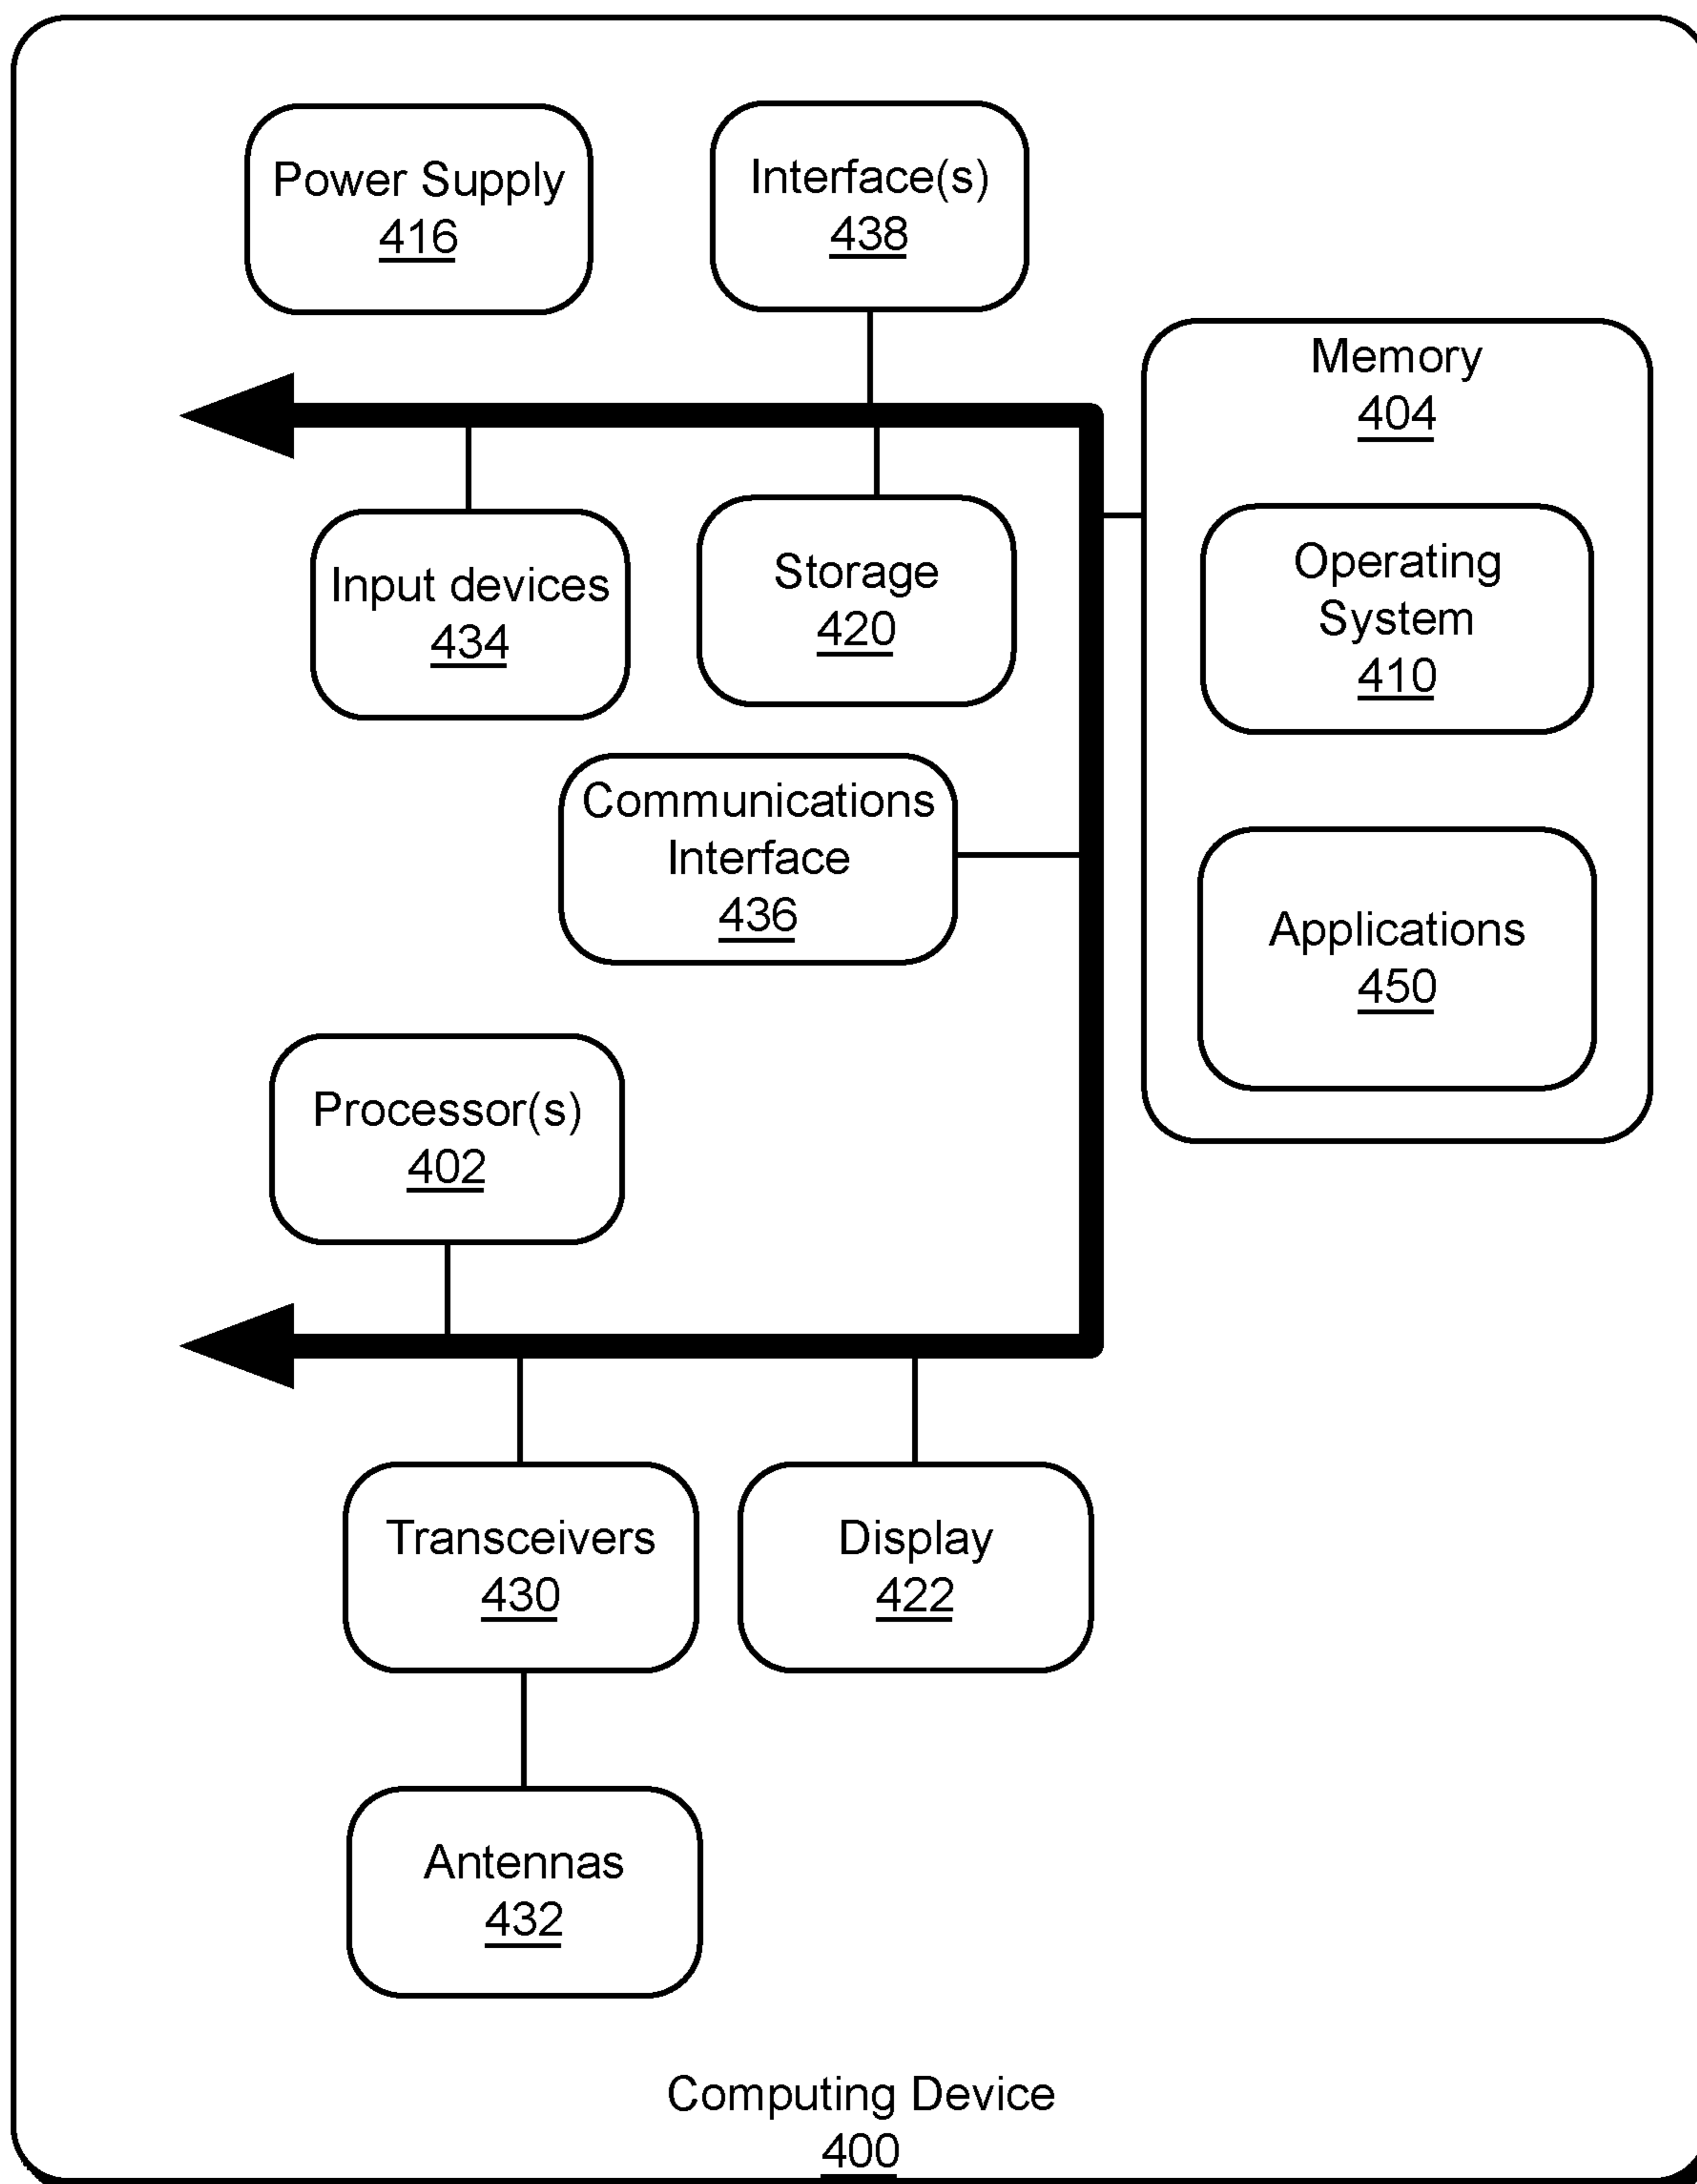 Power Supply
416
Interface(s)
438
Memory
404
Input devices
434
Storage
420
Operating
System
410
Communications
Interface
436
Applications
450
Processor(s)
402
Transceivers
430
Display
422
Antennas
432
Computing Device
400